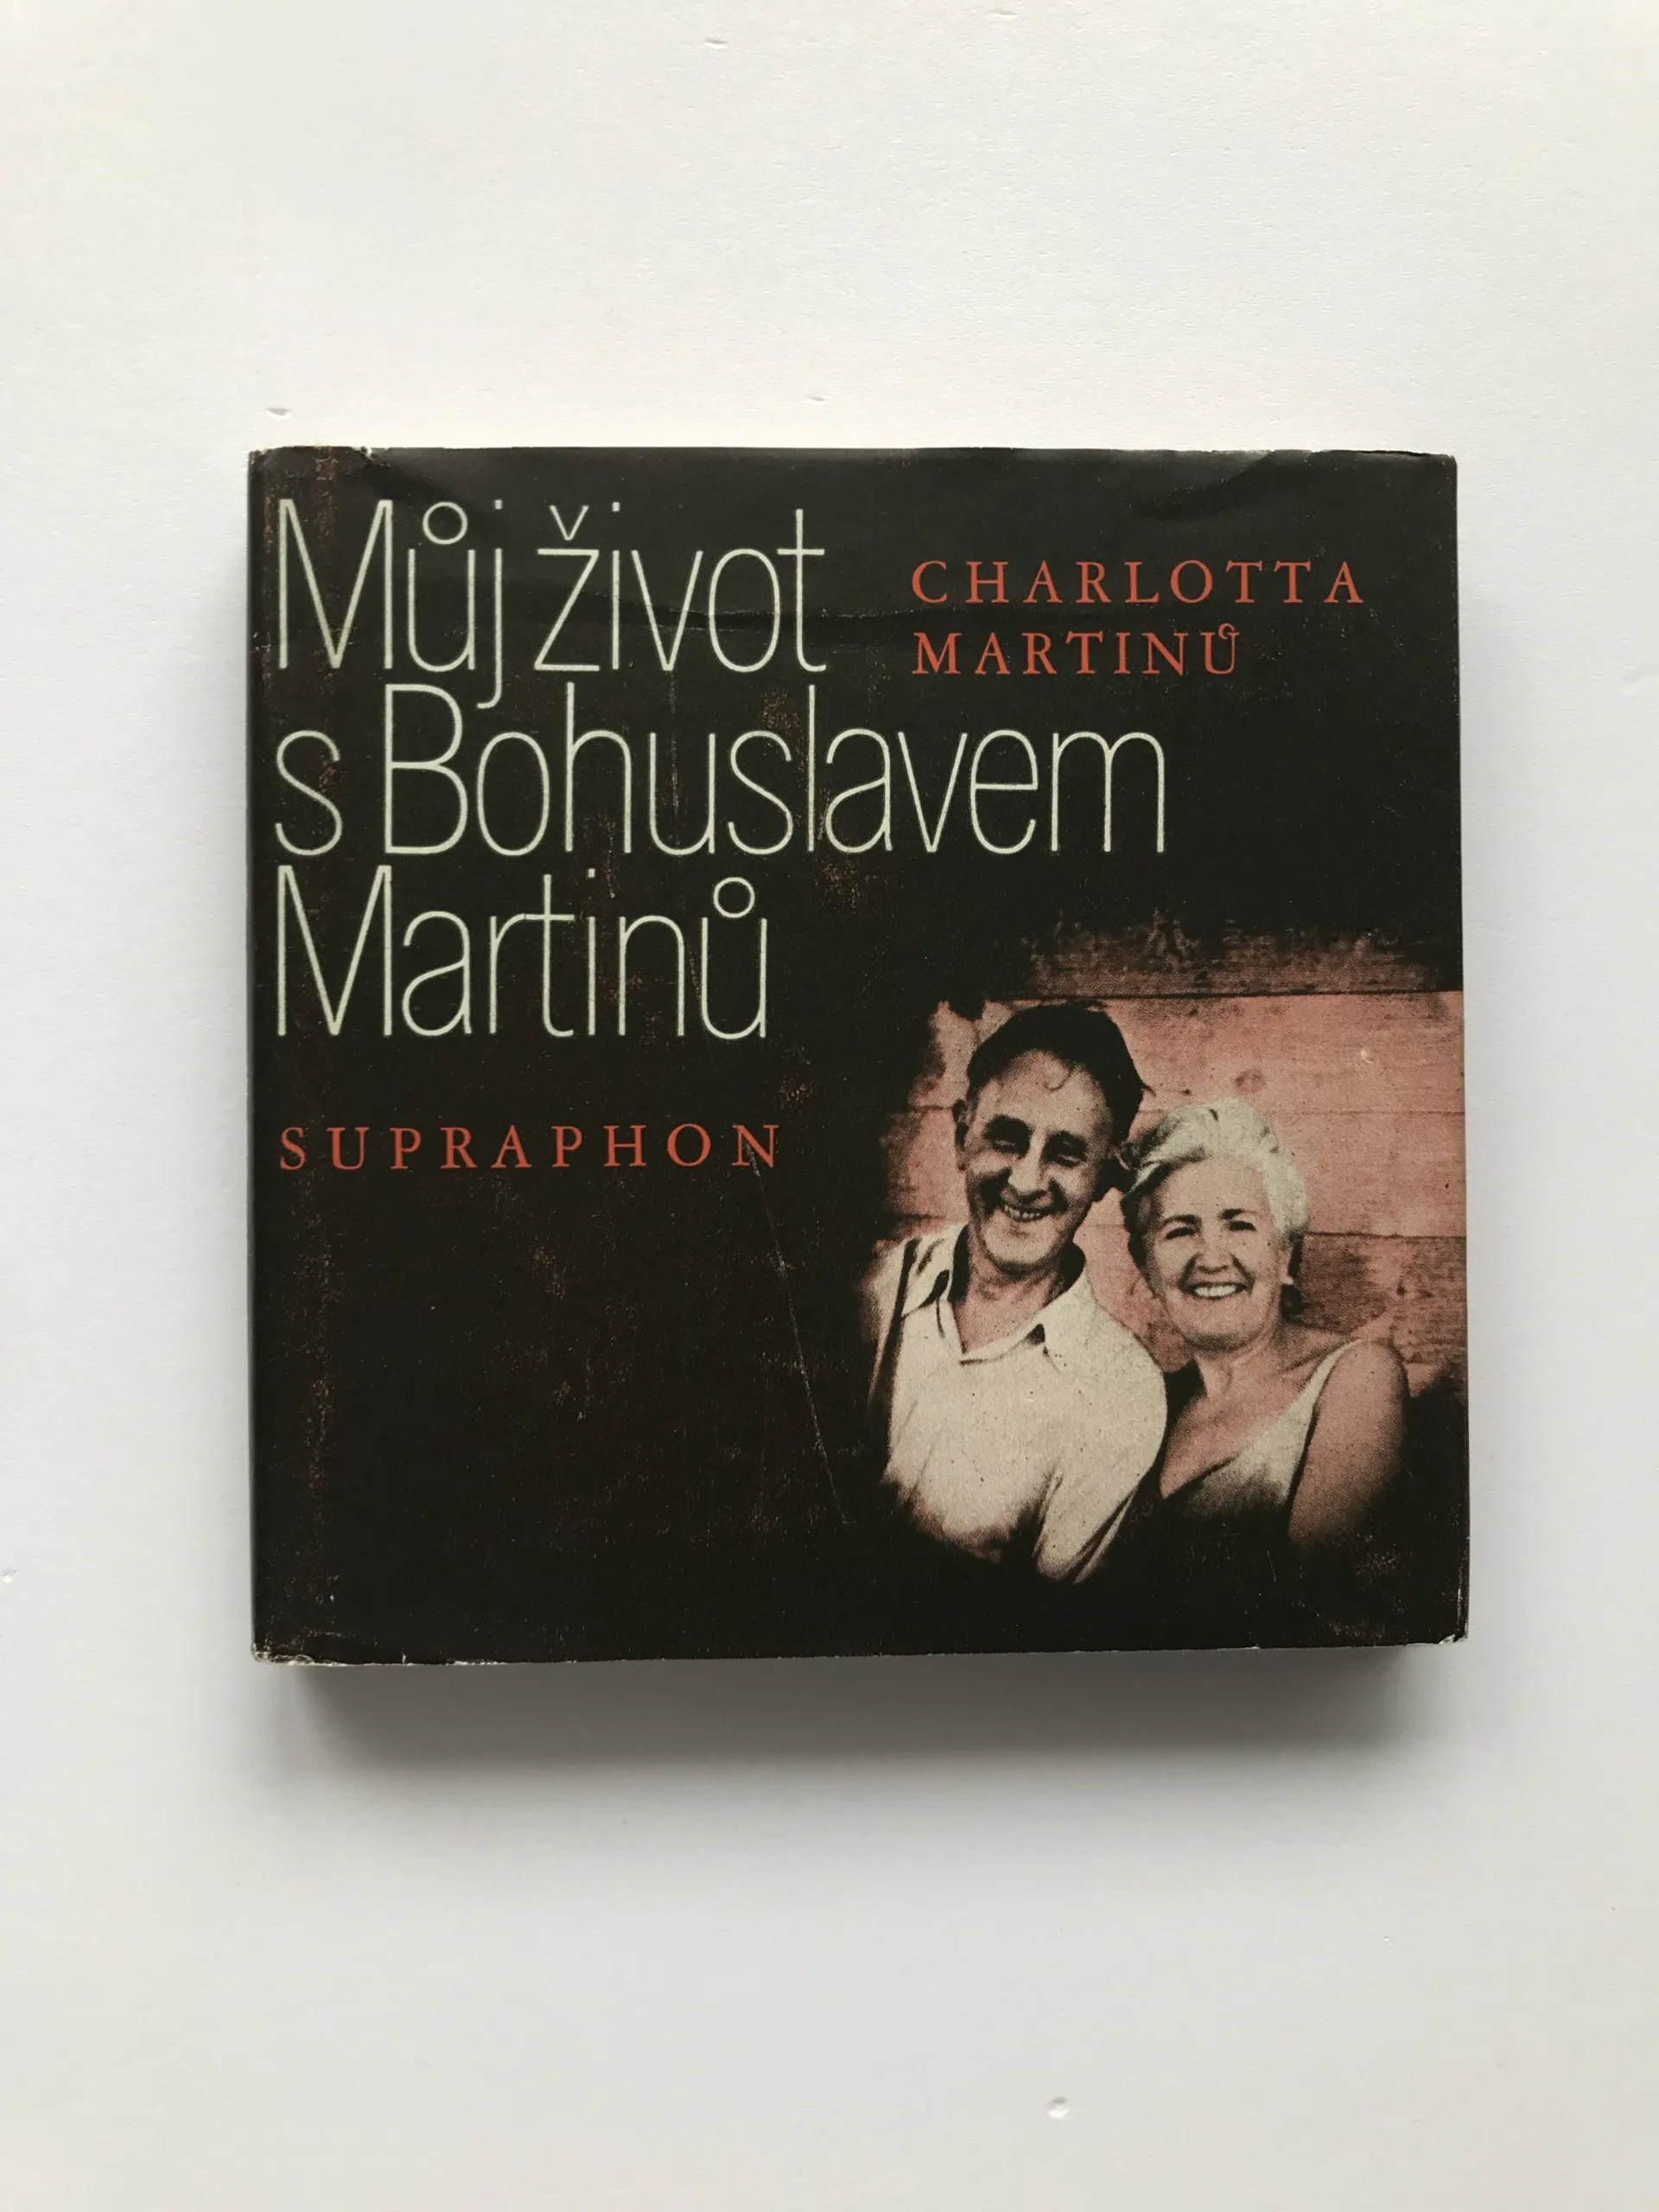 Můj život
s Bohuslavem
Martinů
CHARLOTTA
MARTINŮ
SUPRAPHON